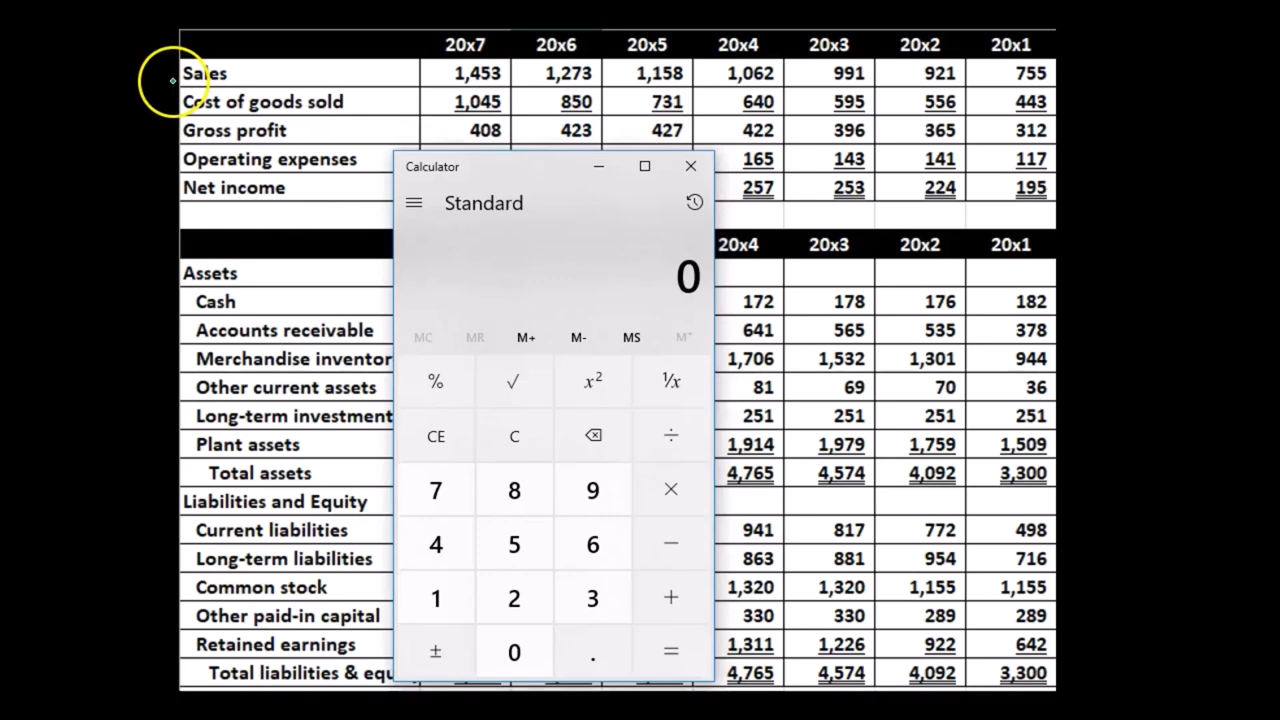 20x7 20x6 20x5 20x4 20x3 20x2 20x1
Sales 1,453 1,273 1,158 1,062 991 921 755
Cost of goods sold 1,045 850 731 640 595 556 443
Gross profit 408 423 427 422 396 365 312
Operating expenses 165 143 141 117
Net income 257 253 224 195
20x4 20x3 20x2 20x1
Assets
Cash 172 178 176 182
Accounts receivable 641 565 535 378
Merchandise inventor 1,706 1,532 1,301 944
Other current assets 81 69 70 36
Long-term investment 251 251 251 251
Plant assets 1,914 1,979 1,759 1,509
Total assets 4,765 4,574 4,092 3,300
Liabilities and Equity
Current liabilities 941 817 772 498
Long-term liabilities 863 881 954 716
Common stock 1,320 1,320 1,155 1,155
Other paid-in capital 330 330 289 289
Retained earnings 1,311 1,226 922 642
Total liabilities & equ 4,765 4,574 4,092 3,300
Calculator
Standard
0
MC MR M+ M- MS M˅
% √ x² ¹/x
CE C ⌫ ÷
7 8 9 ×
4 5 6 −
1 2 3 +
± 0 . =